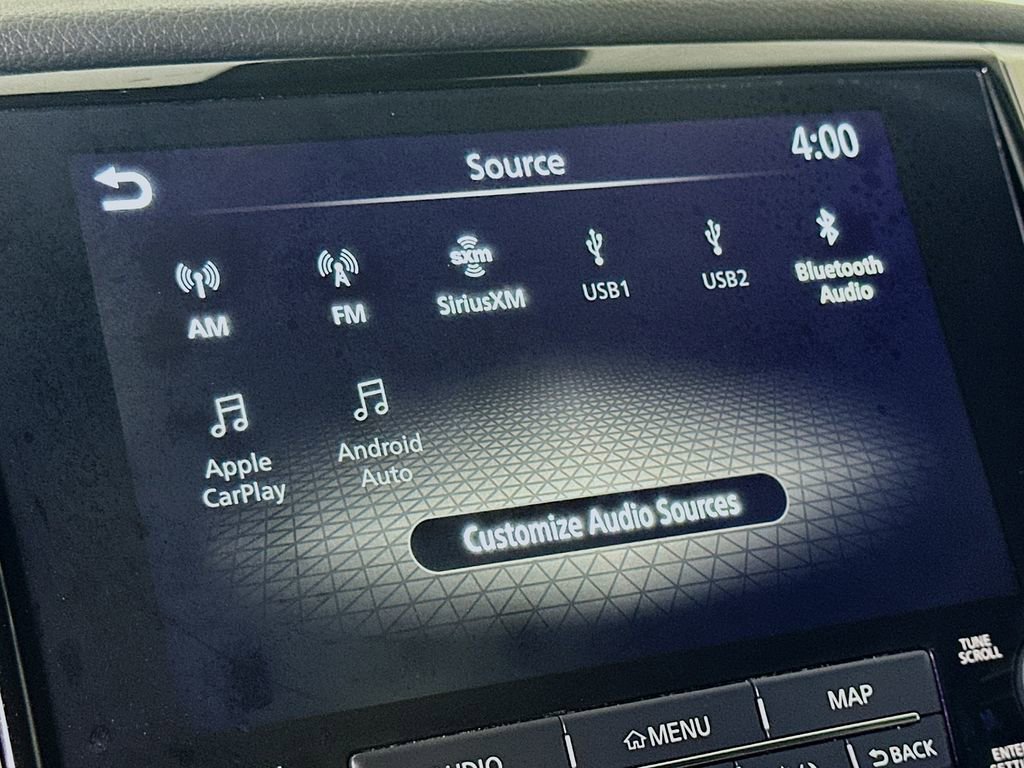 Source
4:00
sxm
AM
FM
SiriusXM
USB1
USB2
Bluetooth
Audio
Apple
CarPlay
Android
Auto
Customize Audio Sources
TUNE
SCROLL
MENU
MAP
BACK